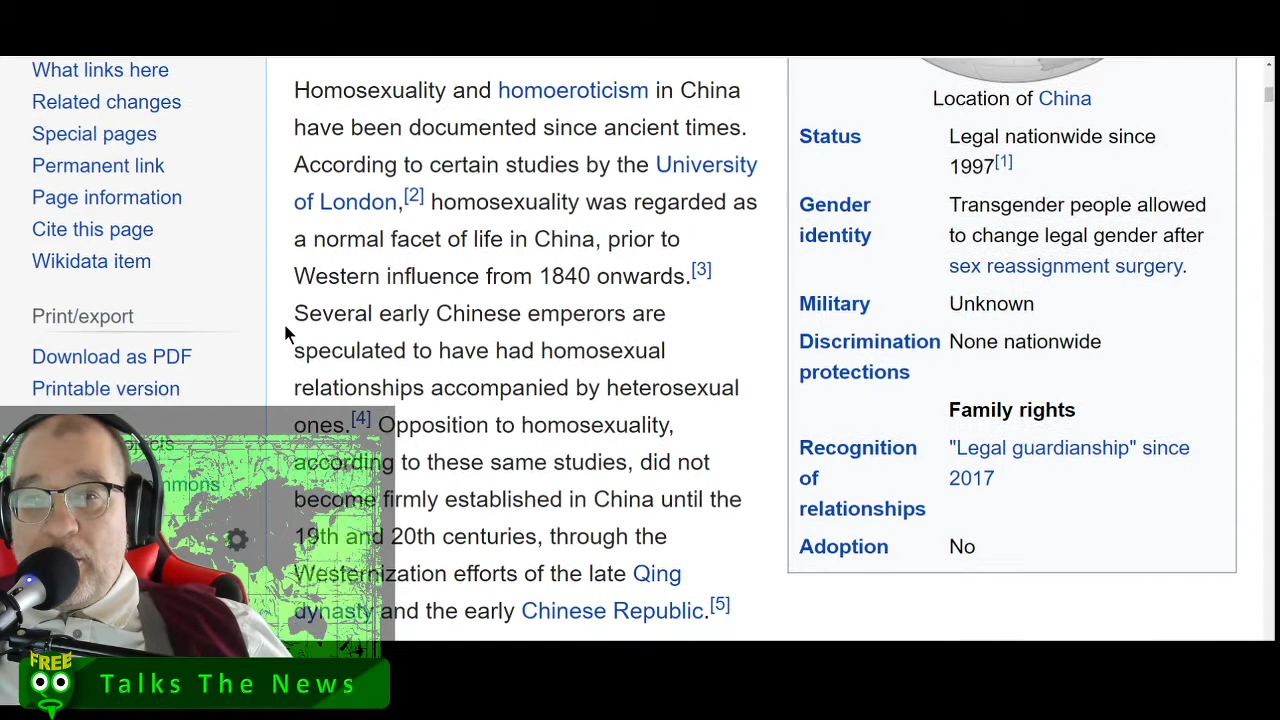 What links here
Related changes
Special pages
Permanent link
Page information
Cite this page
Wikidata item
Print/export
Download as PDF
Printable version
Homosexuality and homoeroticism in China
have been documented since ancient times.
According to certain studies by the University
of London,[2] homosexuality was regarded as
a normal facet of life in China, prior to
Western influence from 1840 onwards.[3]
Several early Chinese emperors are
speculated to have had homosexual
relationships accompanied by heterosexual
ones.[4] Opposition to homosexuality,
according to these same studies, did not
become firmly established in China until the
19th and 20th centuries, through the
Westernization efforts of the late Qing
dynasty and the early Chinese Republic.[5]
Location of China
Status Legal nationwide since
1997[1]
Gender Transgender people allowed
identity to change legal gender after
sex reassignment surgery.
Military Unknown
Discrimination None nationwide
protections
Family rights
Recognition "Legal guardianship" since
of 2017
relationships
Adoption No
FREE
Talks The News